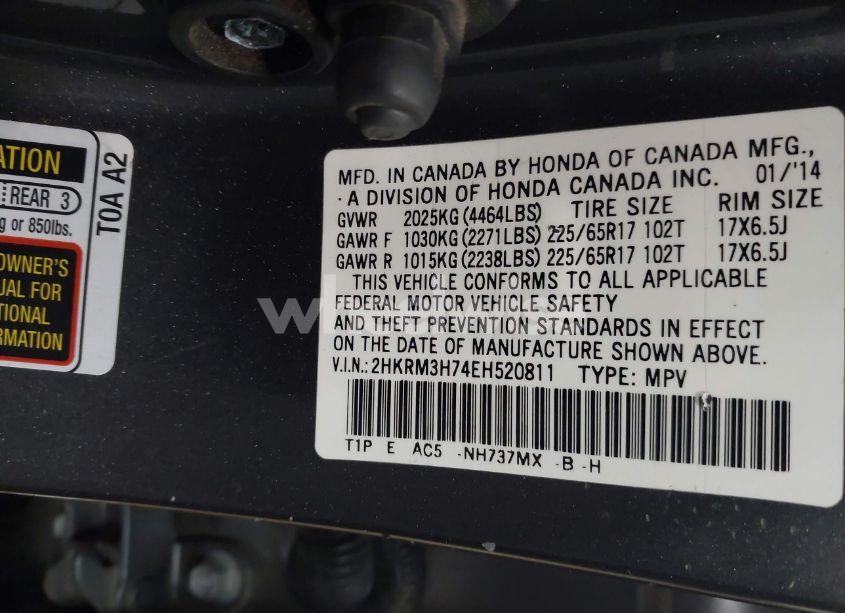 ATION
REAR 3
g or 850lbs.
OWNER'S
UAL FOR
TIONAL
RMATION
T0A A2
MFD. IN CANADA BY HONDA OF CANADA MFG.,
A DIVISION OF HONDA CANADA INC. 01/'14
GVWR 2025KG(4464LBS) TIRE SIZE RIM SIZE
GAWR F 1030KG(2271LBS) 225/65R17 102T 17X6.5J
GAWR R 1015KG(2238LBS) 225/65R17 102T 17X6.5J
THIS VEHICLE CONFORMS TO ALL APPLICABLE
FEDERAL MOTOR VEHICLE SAFETY
AND THEFT PREVENTION STANDARDS IN EFFECT
ON THE DATE OF MANUFACTURE SHOWN ABOVE.
V.I.N.: 2HKRM3H74EH520811 TYPE: MPV
T1P E AC5 -NH737MX -B -H